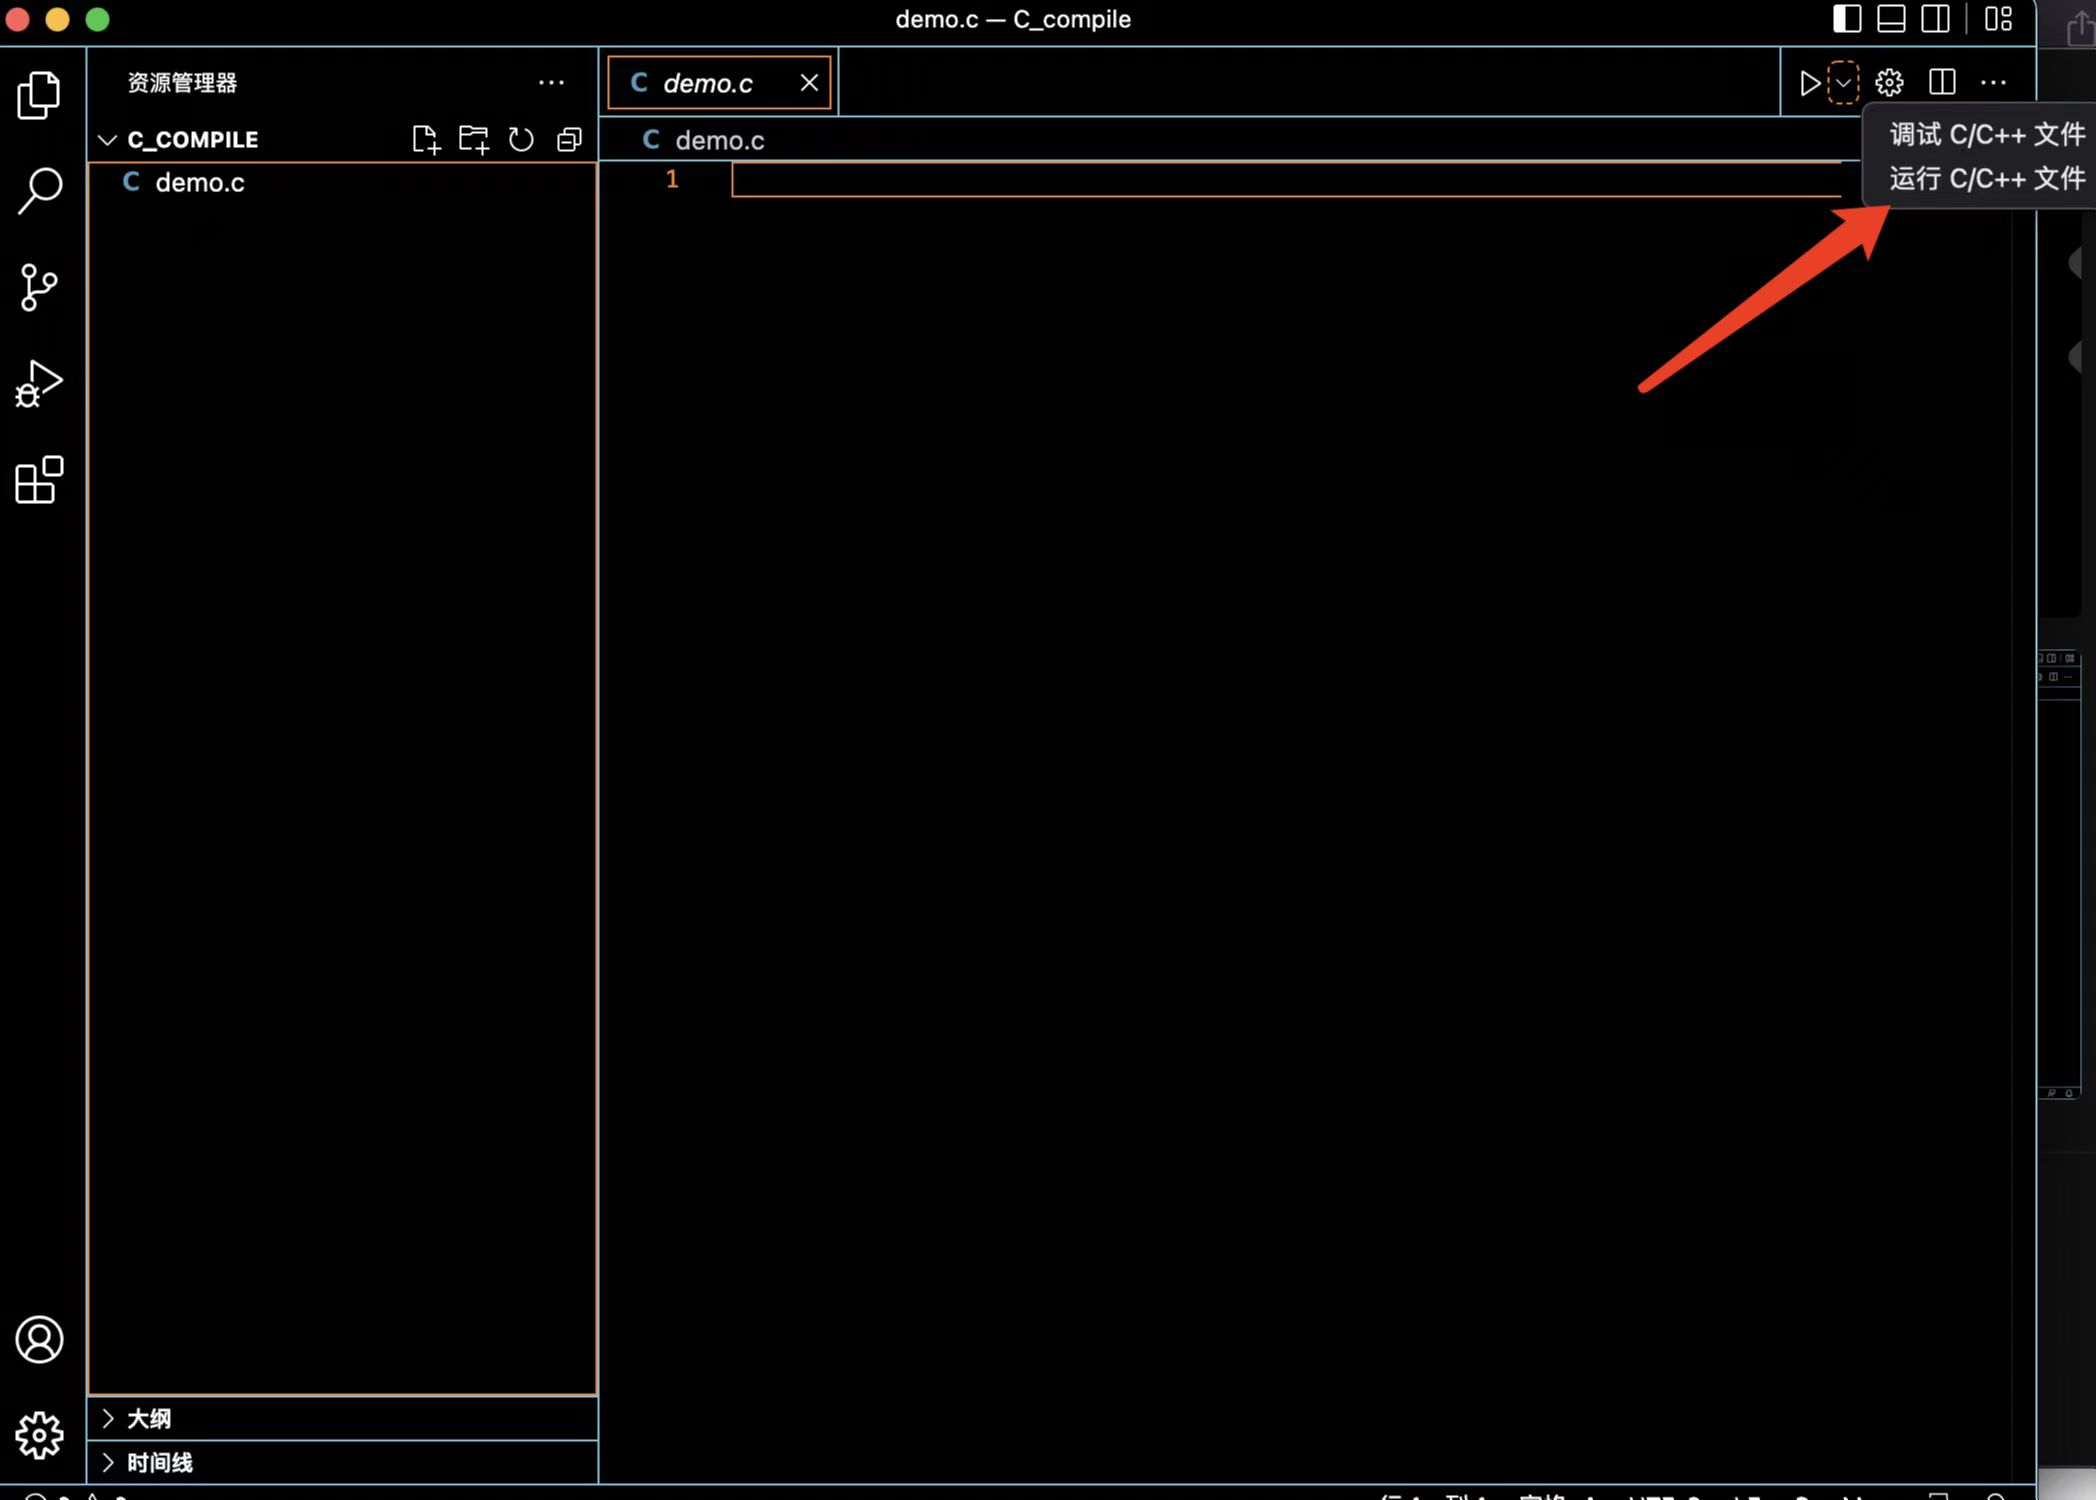 demo.c — C_compile
资源管理器
C_COMPILE
C demo.c
C demo.c
C demo.c
1
调试 C/C++ 文件
运行 C/C++ 文件
大纲
时间线